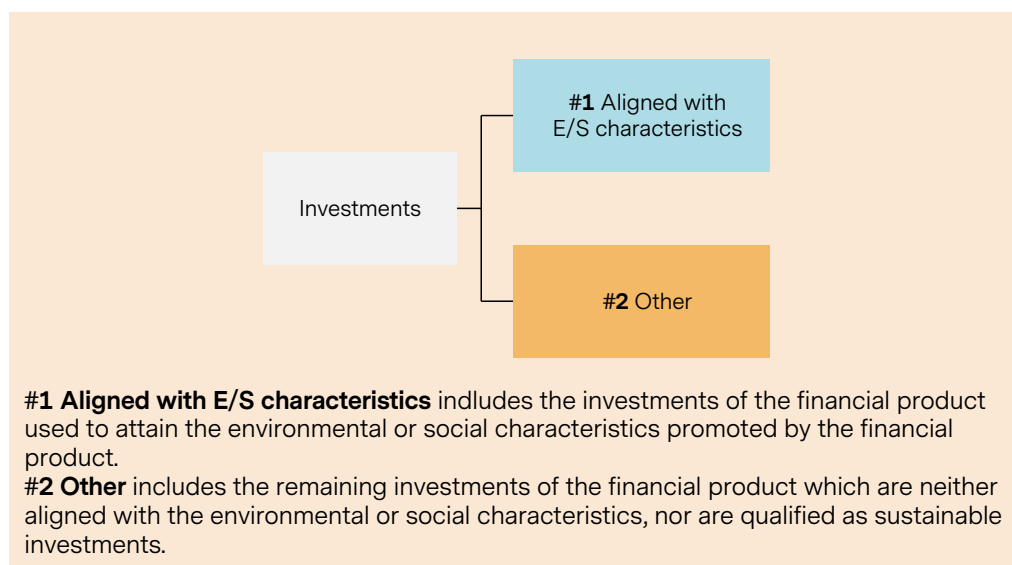 #1 Aligned with
E/S characteristics
Investments
#2 Other
#1 Aligned with E/S characteristics indludes the investments of the financial product
used to attain the environmental or social characteristics promoted by the financial
product.
#2 Other includes the remaining investments of the financial product which are neither
aligned with the environmental or social characteristics, nor are qualified as sustainable
investments.